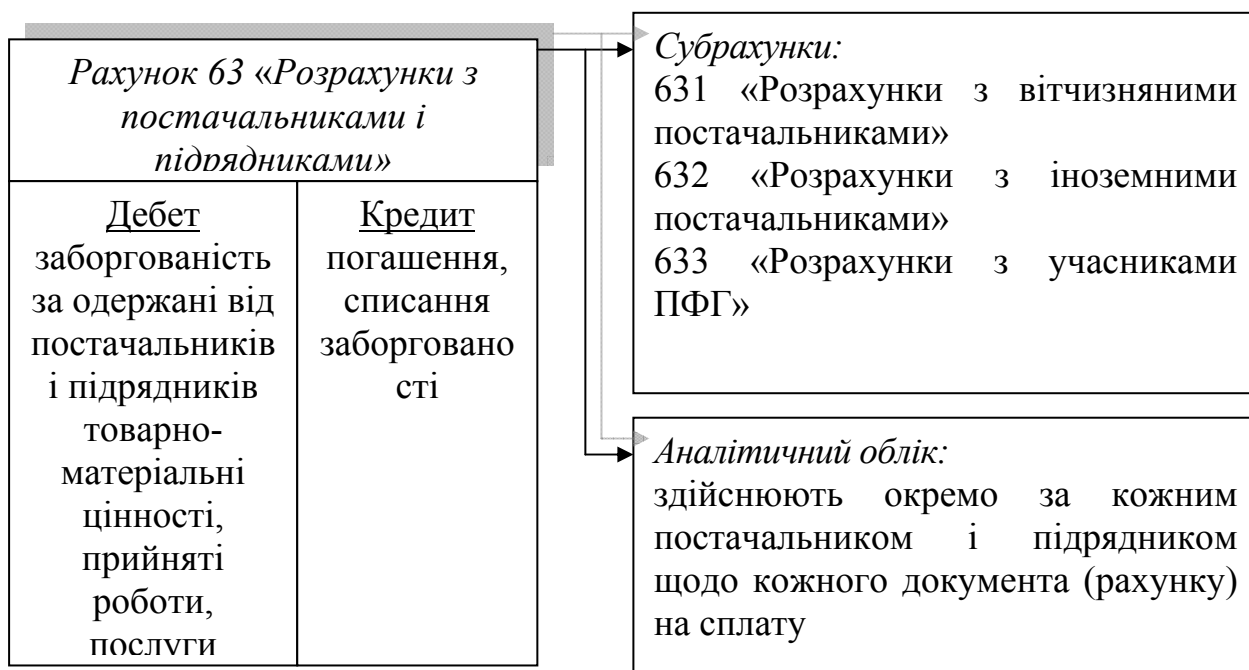 Рахунок 63 «Розрахунки з
постачальниками і
підрядниками»
Дебет
заборгованість
за одержані від
постачальників
і підрядників
товарно-
матеріальні
цінності,
прийняті
роботи,
послуги
Кредит
погашення,
списання
заборговано
сті
Субрахунки:
631 «Розрахунки з вітчизняними
постачальниками»
632 «Розрахунки з іноземними
постачальниками»
633 «Розрахунки з учасниками
ПФГ»
Аналітичний облік:
здійснюють окремо за кожним
постачальником і підрядником
щодо кожного документа (рахунку)
на сплату